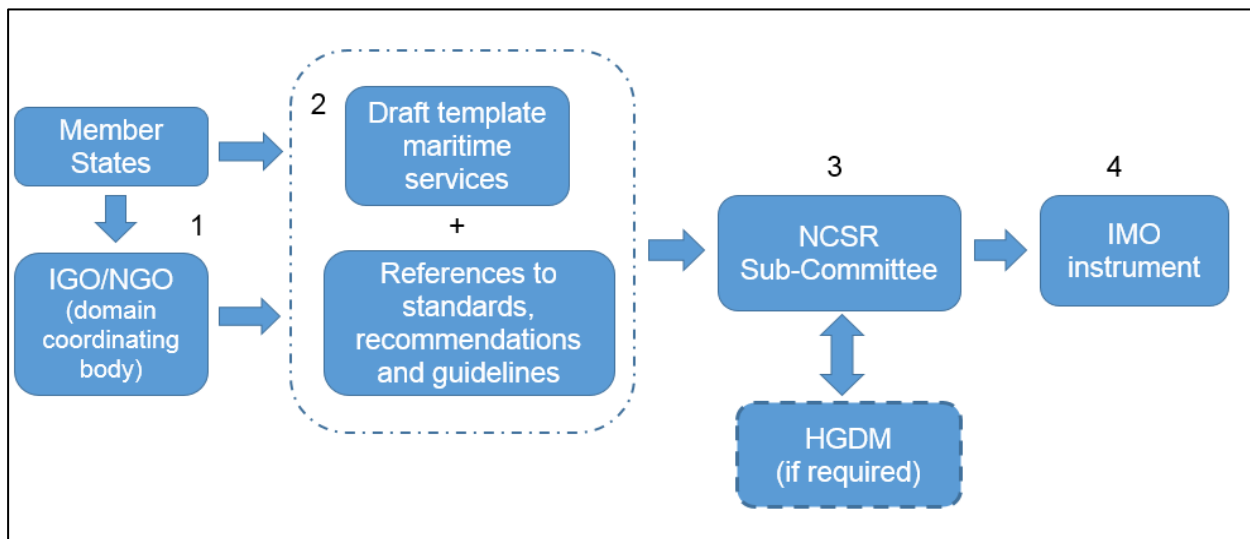 Member
States
1
IGO/NGO
(domain
coordinating
body)
2
Draft template
maritime
services
+
References to
standards,
recommendations
and guidelines
3
NCSR
Sub-Committee
HGDM
(if required)
4
IMO
instrument